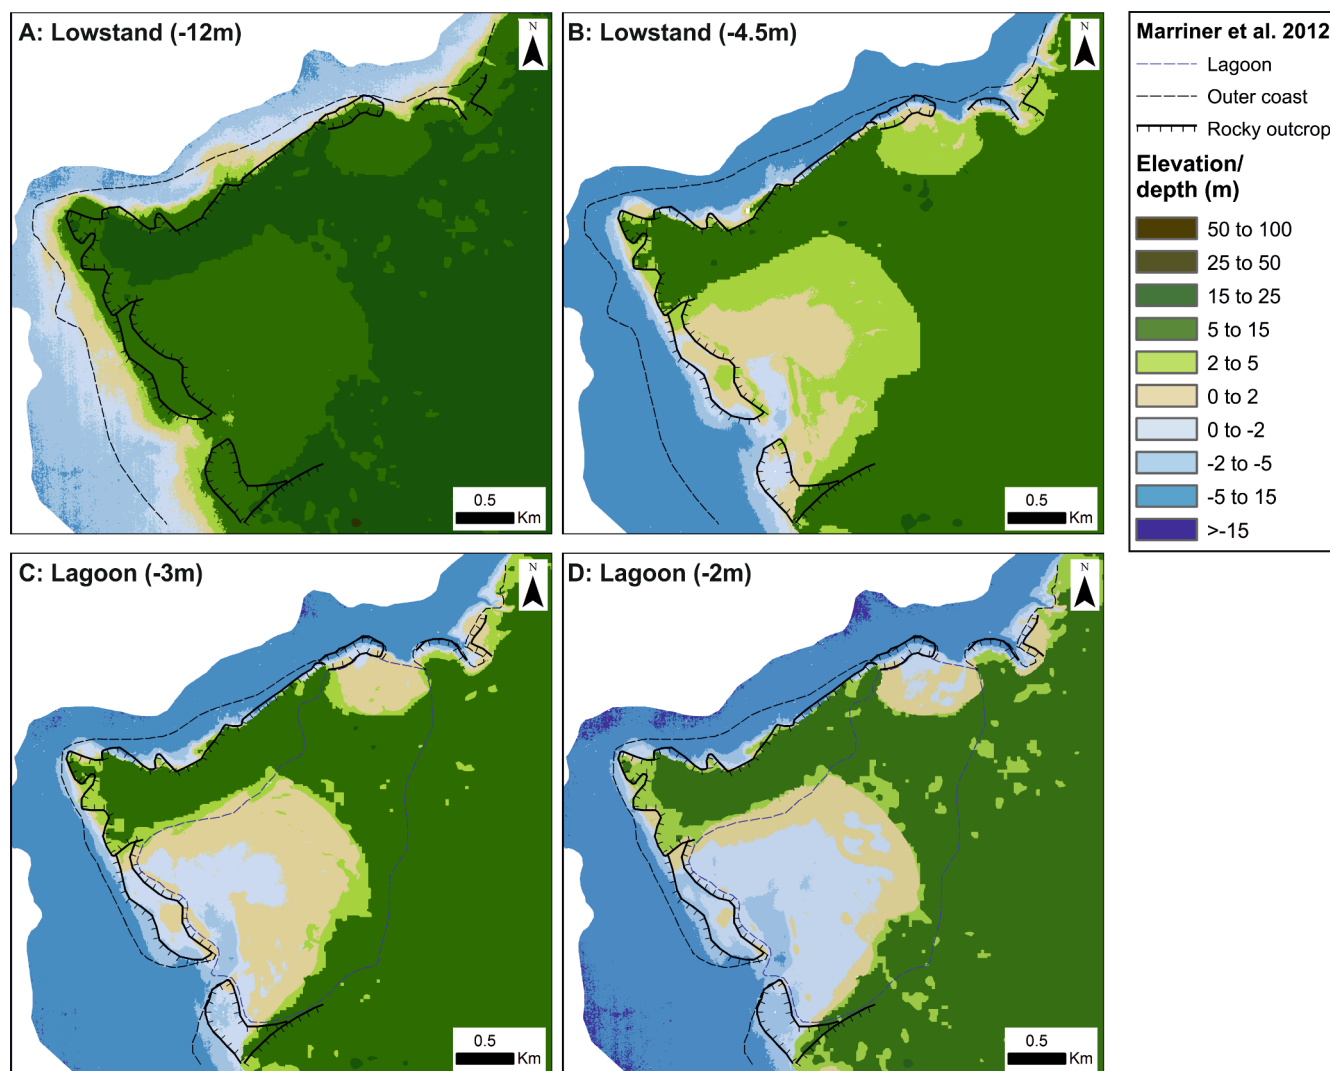 A: Lowstand (-12m)
N
0.5
Km
B: Lowstand (-4.5m)
N
0.5
Km
C: Lagoon (-3m)
N
0.5
Km
D: Lagoon (-2m)
N
0.5
Km
Marriner et al. 2012
Lagoon
Outer coast
Rocky outcrop
Elevation/
depth (m)
50 to 100
25 to 50
15 to 25
5 to 15
2 to 5
0 to 2
0 to -2
-2 to -5
-5 to 15
>-15